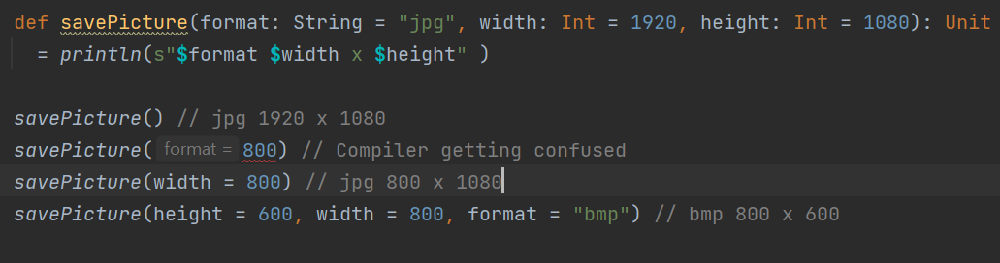 def savePicture(format: String = "jpg", width: Int = 1920, height: Int = 1080): Unit
= println(s"$format $width x $height" )
savePicture() // jpg 1920 x 1080
savePicture( format = 800) // Compiler getting confused
savePicture(width = 800) // jpg 800 x 1080
savePicture(height = 600, width = 800, format = "bmp") // bmp 800 x 600